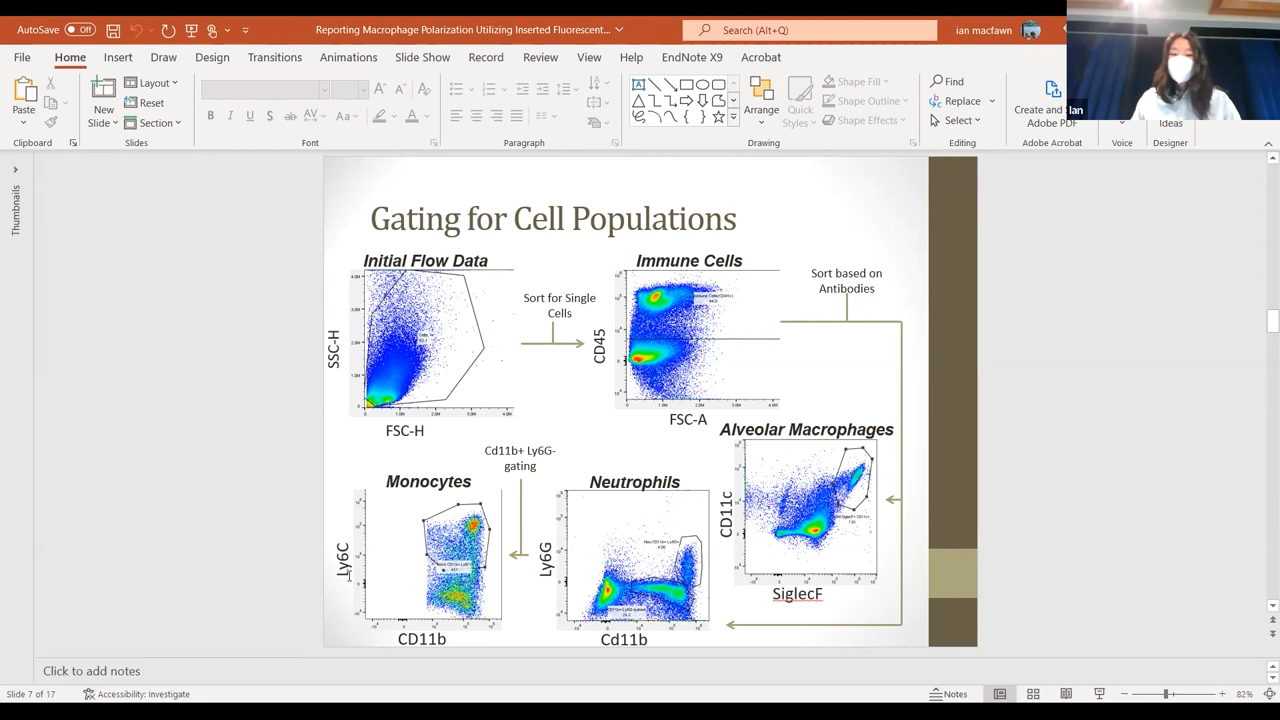 AutoSave Off
Reporting Macrophage Polarization Utilizing Inserted Fluorescent...
Search (Alt+Q)
ian macfawn
File Home Insert Draw Design Transitions Animations Slide Show Record Review View Help EndNote X9 Acrobat
Paste
New
Slide
Layout
Reset
Section
Arrange
Quick
Styles
Shape Fill
Shape Outline
Shape Effects
Find
Replace
Select
Create and
Adobe PDF
Ian
Ideas
Clipboard Slides Font Paragraph Drawing Editing Adobe Acrobat Voice Designer
Thumbnails
Gating for Cell Populations
Initial Flow Data
SSC-H
FSC-H
Sort for Single
Cells
Immune Cells
CD45
FSC-A
Sort based on
Antibodies
Alveolar Macrophages
CD11c
SiglecF
Cd11b+ Ly6G-
gating
Monocytes
Ly6C
CD11b
Neutrophils
Ly6G
Cd11b
Click to add notes
Slide 7 of 17
Accessibility: Investigate
Notes
82%